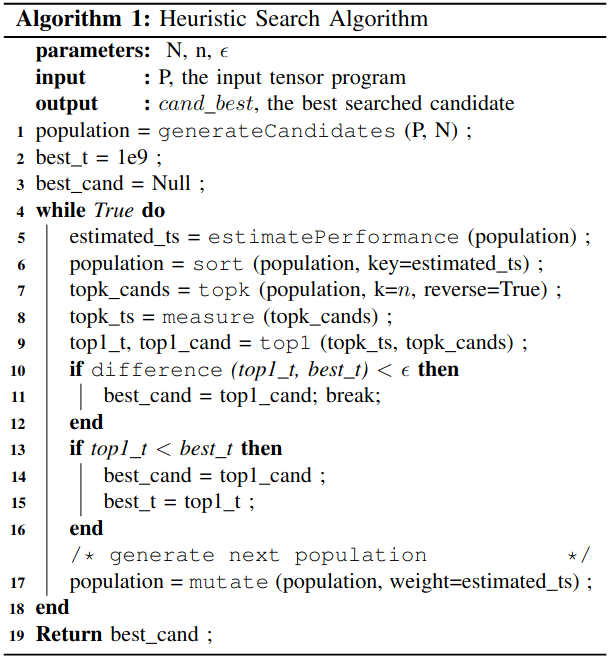 Algorithm 1: Heuristic Search Algorithm
parameters: N, n, ϵ
input : P, the input tensor program
output : cand_best, the best searched candidate
1 population = generateCandidates (P, N) ;
2 best_t = 1e9 ;
3 best_cand = Null ;
4 while True do
5 estimated_ts = estimatePerformance (population) ;
6 population = sort (population, key=estimated_ts) ;
7 topk_cands = topk (population, k=n, reverse=True) ;
8 topk_ts = measure (topk_cands) ;
9 top1_t, top1_cand = top1 (topk_ts, topk_cands) ;
10 if difference (top1_t, best_t) < ϵ then
11 best_cand = top1_cand; break;
12 end
13 if top1_t < best_t then
14 best_cand = top1_cand ;
15 best_t = top1_t ;
16 end
/* generate next population */
17 population = mutate (population, weight=estimated_ts) ;
18 end
19 Return best_cand ;